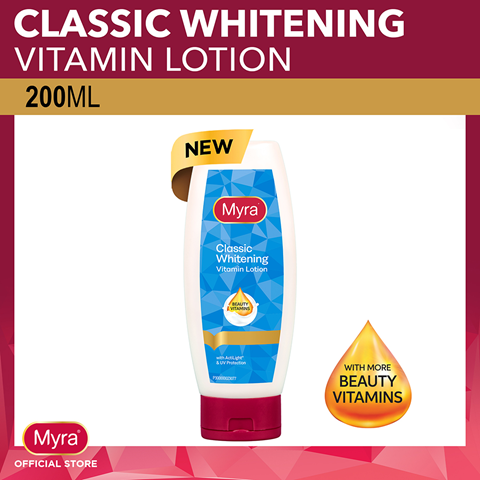 CLASSIC WHITENING
VITAMIN LOTION
200ML
NEW
Myra
Classic
Whitening
Vitamin Lotion
BEAUTY
VITAMINS
with ActiLight®
& UV Protection
WITH MORE
BEAUTY
VITAMINS
Myra®
OFFICIAL STORE